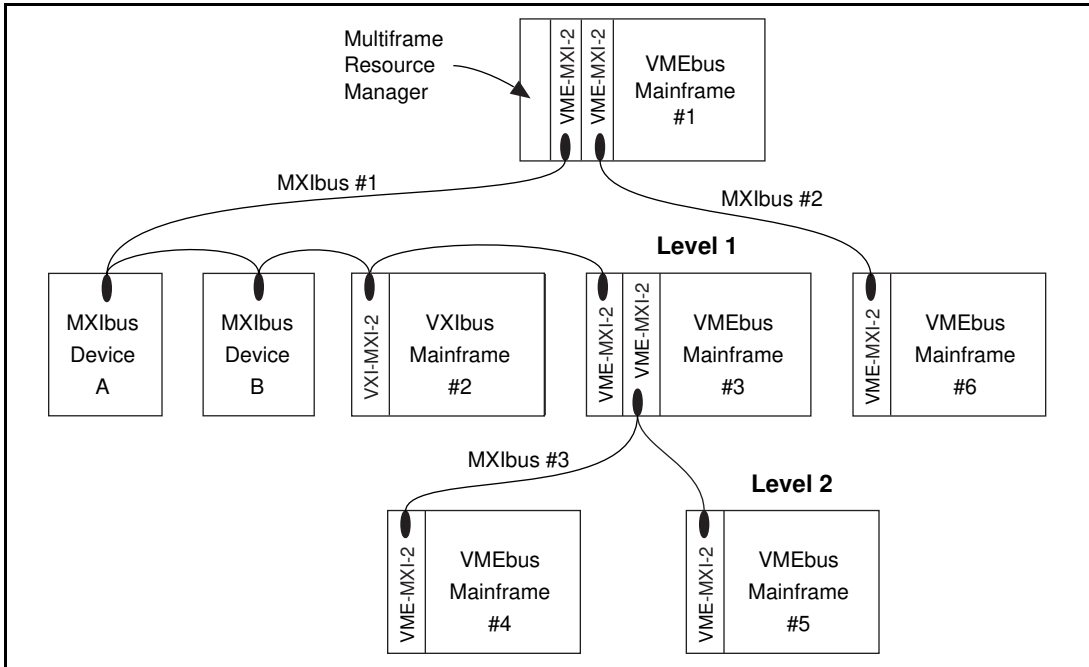 Multiframe
Resource
Manager
VME-MXI-2
VME-MXI-2
VMEbus
Mainframe
#1
MXIbus #1
MXIbus #2
Level 1
MXIbus
Device
A
MXIbus
Device
B
VXI-MXI-2
VXIbus
Mainframe
#2
VME-MXI-2
VME-MXI-2
VMEbus
Mainframe
#3
VME-MXI-2
VMEbus
Mainframe
#6
MXIbus #3
Level 2
VME-MXI-2
VMEbus
Mainframe
#4
VME-MXI-2
VMEbus
Mainframe
#5